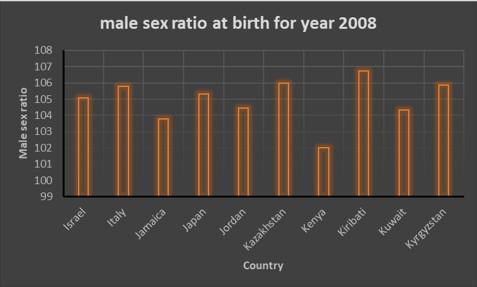 male sex ratio at birth for year 2008
Male sex ratio
108
107
106
105
104
103
102
101
100
99
Israel
Italy
Jamaica
Japan
Jordan
Kazakhstan
Kenya
Kiribati
Kuwait
Kyrgyzstan
Country